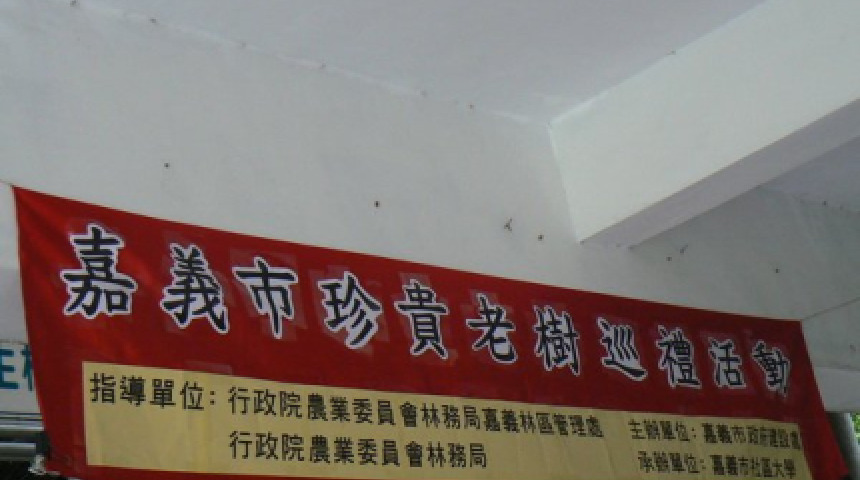 嘉義市珍貴老樹巡禮活動
指導單位：行政院農業委員會林務局嘉義林區管理處
行政院農業委員會林務局
主辦單位：嘉義市政府建設處
承辦單位：嘉義市社區大學
主